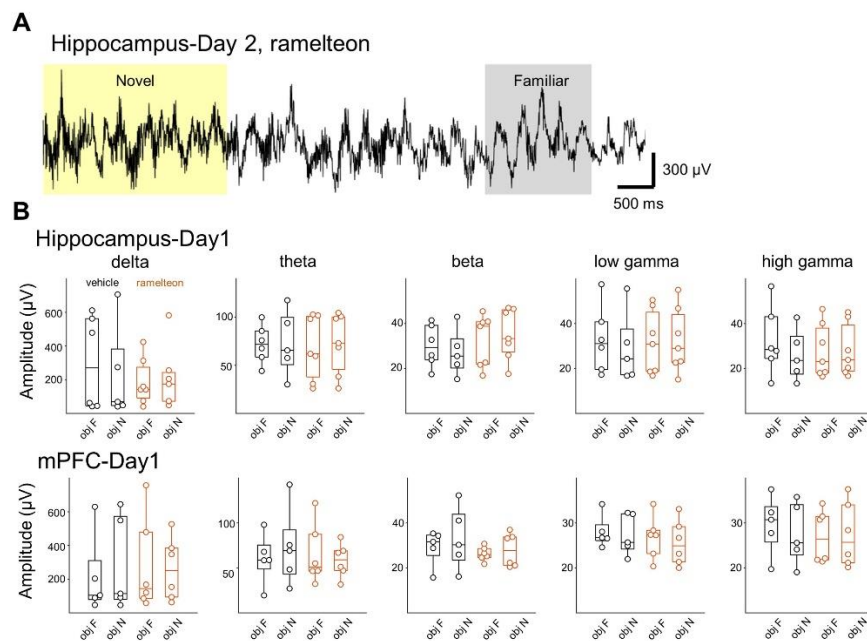 A
Hippocampus-Day 2, ramelteon
Novel
Familiar
300 µV
500 ms
B
Hippocampus-Day1
delta
theta
beta
low gamma
high gamma
vehicle
ramelteon
Amplitude (µV)
600
400
200
100
50
40
20
40
20
40
20
obj F
obj N
obj F
obj N
obj F
obj N
obj F
obj N
obj F
obj N
obj F
obj N
obj F
obj N
obj F
obj N
obj F
obj N
obj F
obj N
mPFC-Day1
Amplitude (µV)
600
400
200
100
50
40
20
30
20
30
20
obj F
obj N
obj F
obj N
obj F
obj N
obj F
obj N
obj F
obj N
obj F
obj N
obj F
obj N
obj F
obj N
obj F
obj N
obj F
obj N